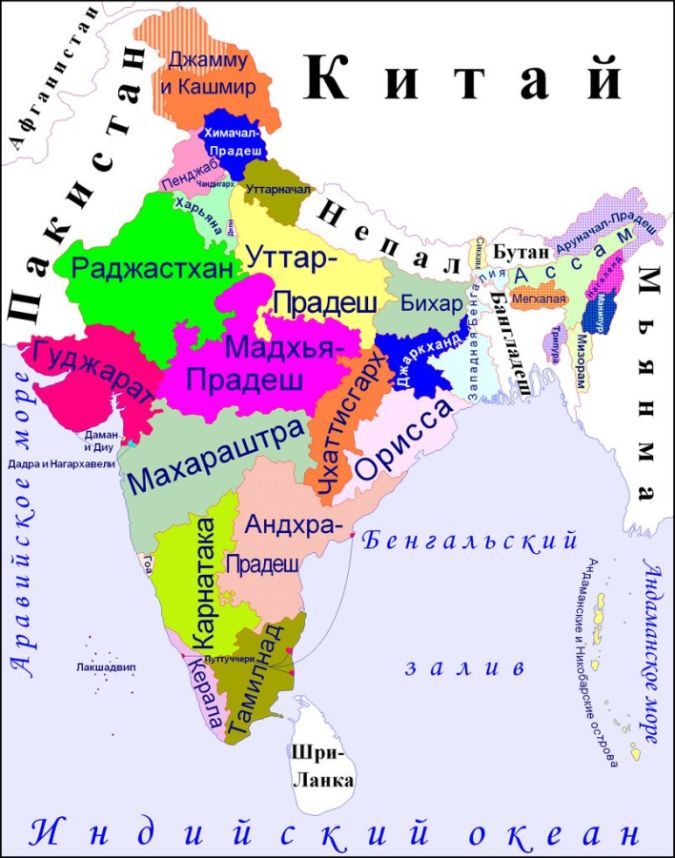 Афганистан
Пакистан
Китай
Джамму
и Кашмир
Химачал-
Прадеш
Пенджаб
Чандигарх
Уттарначал
Харьяна
Дели
Непал
Раджастхан
Уттар-
Прадеш
Бихар
Сикким
Бутан
Аруначал-Прадеш
Ассам
Нагаленд
Мегхалая
Манипур
Мьянма
Западная Бенгалия
Бангладеш
Трипура
Мизорам
Гуджарат
Мадхья-
Прадеш
Джаркханд
Чхаттисгарх
Орисса
Даман
и Диу
Дадра и Нагархавели
Аравийское море
Махараштра
Андхра-
Прадеш
Гоа
Карнатака
Бенгальский
залив
Андаманские и Никобарские острова
Андаманское море
Лакшадвип
Путтуччери
Керала
Тамилнад
Шри-
Ланка
Индийский океан